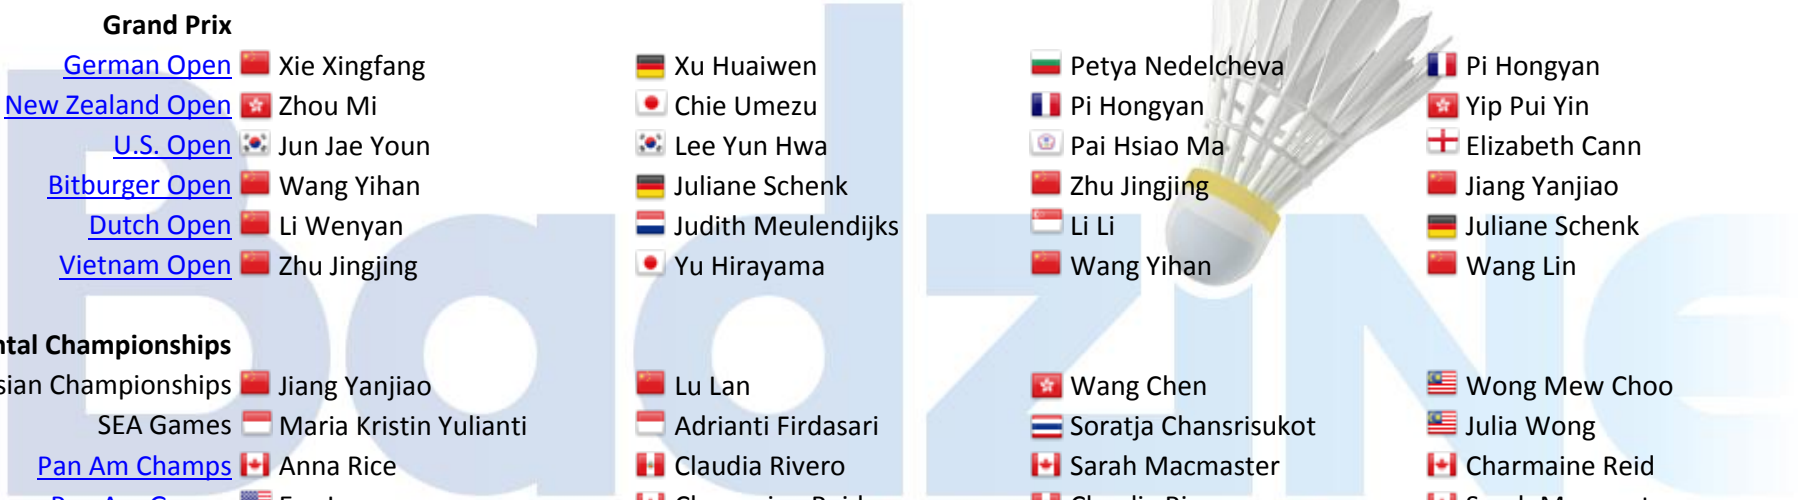 Grand Prix
German Open Xie Xingfang Xu Huaiwen Petya Nedelcheva Pi Hongyan
New Zealand Open Zhou Mi Chie Umezu Pi Hongyan Yip Pui Yin
U.S. Open Jun Jae Youn Lee Yun Hwa Pai Hsiao Ma Elizabeth Cann
Bitburger Open Wang Yihan Juliane Schenk Zhu Jingjing Jiang Yanjiao
Dutch Open Li Wenyan Judith Meulendijks Li Li Juliane Schenk
Vietnam Open Zhu Jingjing Yu Hirayama Wang Yihan Wang Lin
ntal Championships
sian Championships Jiang Yanjiao Lu Lan Wang Chen Wong Mew Choo
SEA Games Maria Kristin Yulianti Adrianti Firdasari Soratja Chansrisukot Julia Wong
Pan Am Champs Anna Rice Claudia Rivero Sarah Macmaster Charmaine Reid
BadziNe